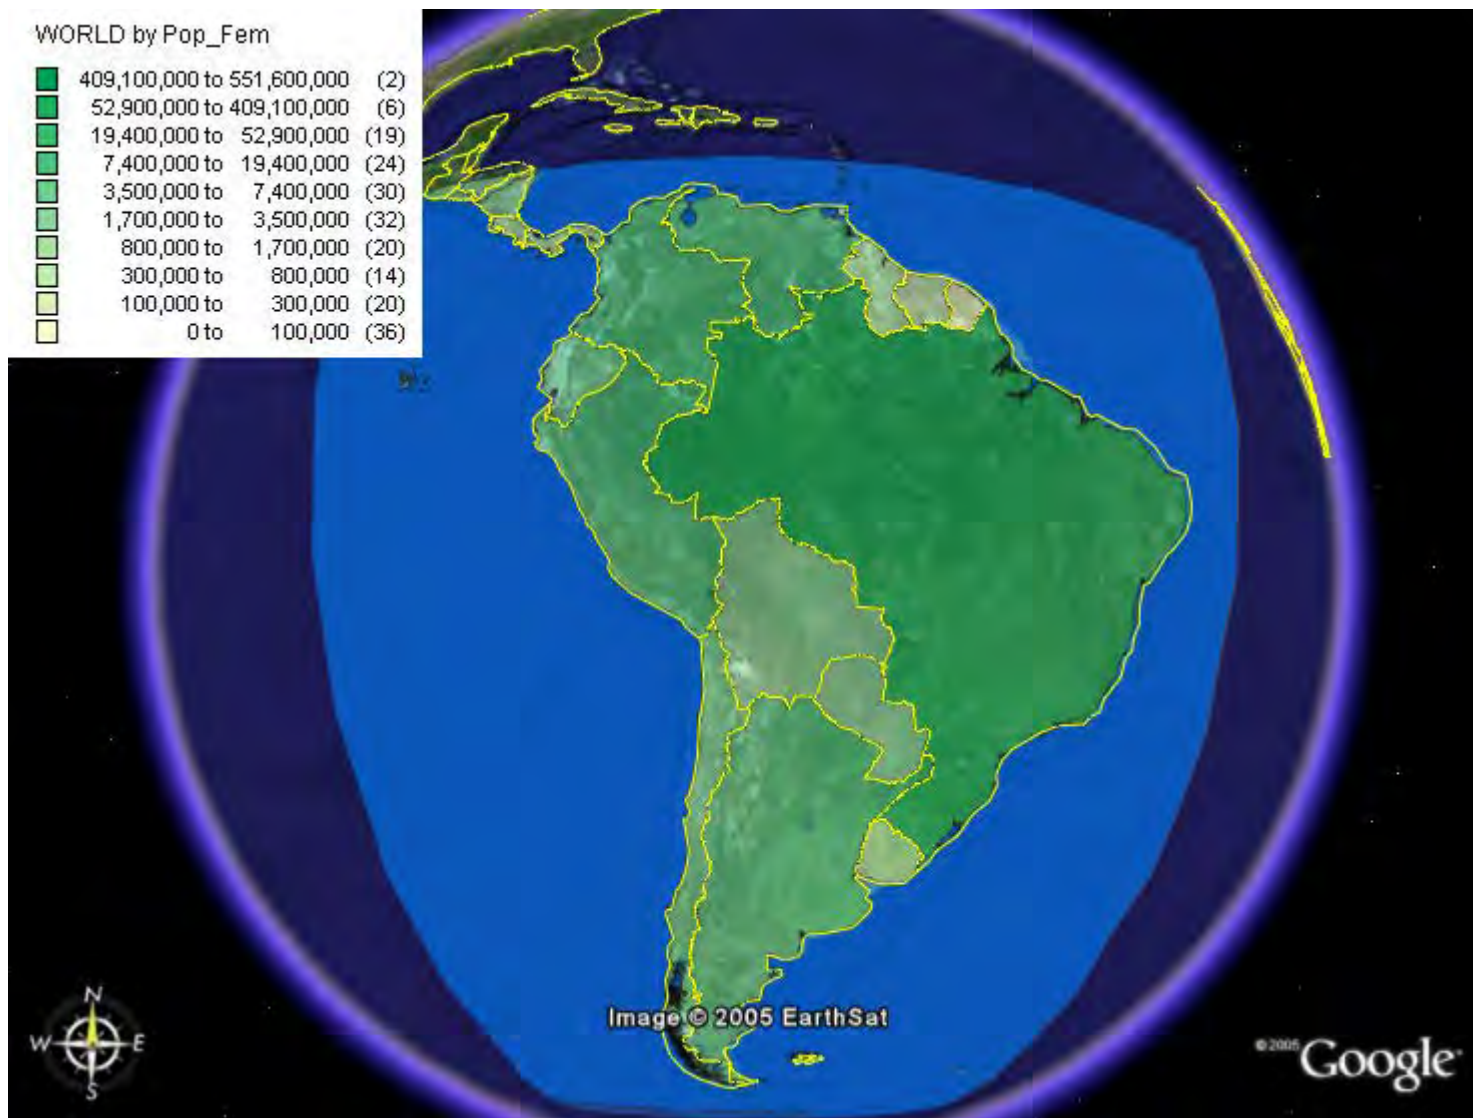 WORLD by Pop_Fem
409,100,000 to 551,600,000 (2)
52,900,000 to 409,100,000 (6)
19,400,000 to 52,900,000 (19)
7,400,000 to 19,400,000 (24)
3,500,000 to 7,400,000 (30)
1,700,000 to 3,500,000 (32)
800,000 to 1,700,000 (20)
300,000 to 800,000 (14)
100,000 to 300,000 (20)
0 to 100,000 (36)
Image © 2005 EarthSat
N
W E
S
©2005 Google